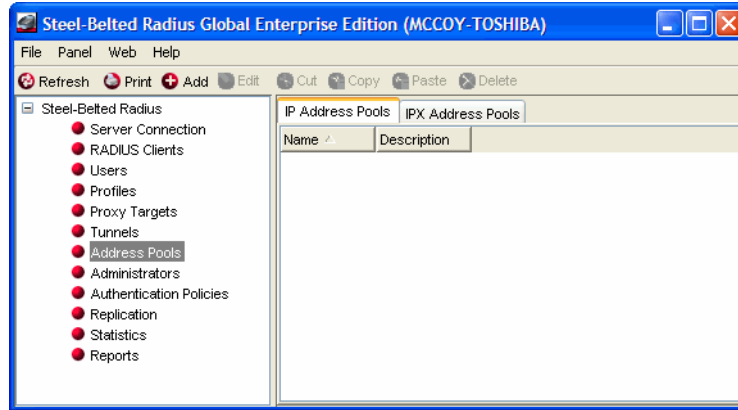 Steel-Belted Radius Global Enterprise Edition (MCCOY-TOSHIBA)
File Panel Web Help
Refresh Print Add Edit Cut Copy Paste Delete
Steel-Belted Radius
Server Connection
RADIUS Clients
Users
Profiles
Proxy Targets
Tunnels
Address Pools
Administrators
Authentication Policies
Replication
Statistics
Reports
IP Address Pools IPX Address Pools
Name Description